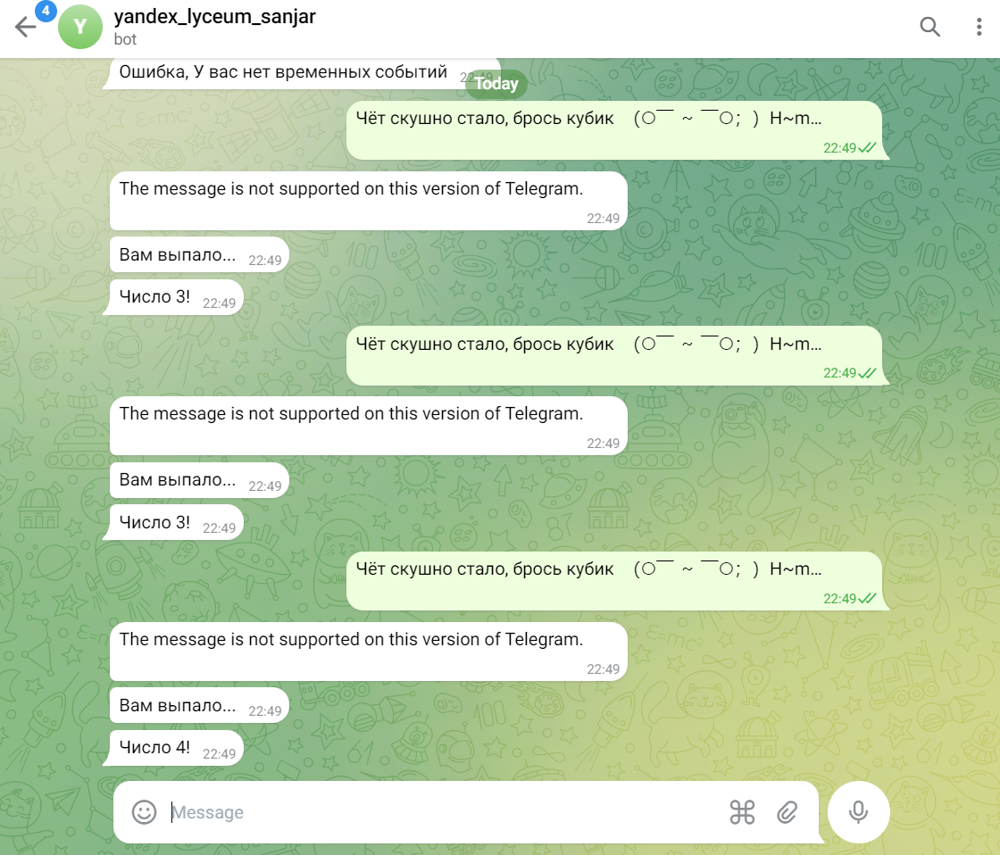 4
Y
yandex_lyceum_sanjar
bot
Ошибка, У вас нет временных событий 22:49
Today
Чёт скушно стало, брось кубик (○￣ ~ ￣○; ) H~m...
22:49
The message is not supported on this version of Telegram.
22:49
Вам выпало... 22:49
Число 3! 22:49
Чёт скушно стало, брось кубик (○￣ ~ ￣○; ) H~m...
22:49
The message is not supported on this version of Telegram.
22:49
Вам выпало... 22:49
Число 3! 22:49
Чёт скушно стало, брось кубик (○￣ ~ ￣○; ) H~m...
22:49
The message is not supported on this version of Telegram.
22:49
Вам выпало... 22:49
Число 4! 22:49
Message